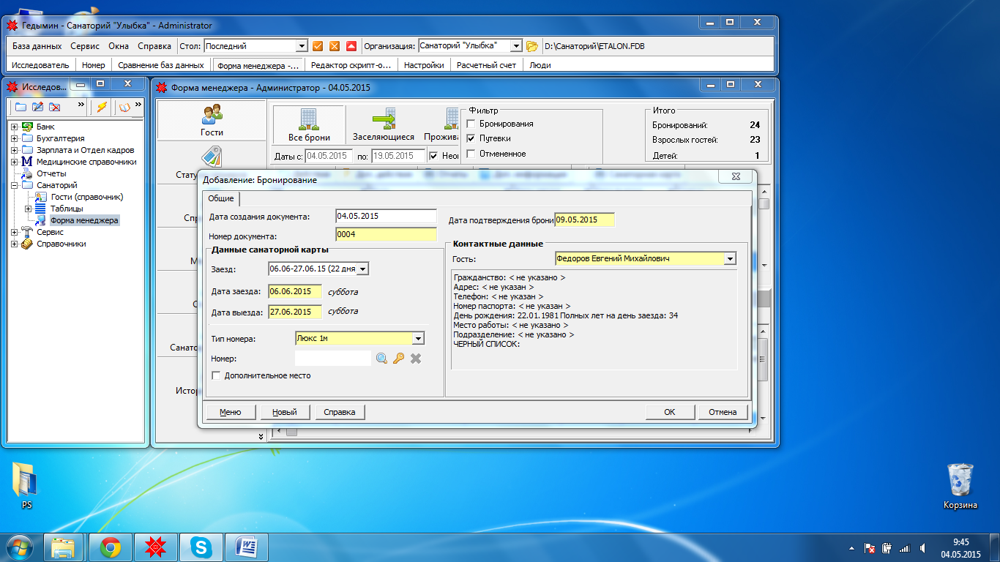 Гедымин - Санаторий "Улыбка" - Administrator
База данных Сервис Окна Справка Стол: Последний Организация: Санаторий "Улыбка" D:\Санаторий\ETALON.FDB
Исследователь Номер Сравнение баз данных Форма менеджера -... Редактор скрипт-о... Настройки Расчетный счет Люди
Исследов...
» »
Банк
Бухгалтерия
Зарплата и Отдел кадров
Медицинские справочники
Отчеты
Санаторий
Гости (справочник)
Таблицы
Форма менеджера
Сервис
Справочники
Форма менеджера - Администратор - 04.05.2015
Гости
Все брони Заселяющиеся Прожива
Даты с: 04.05.2015 по: 19.05.2015 Неог
Фильтр
Бронирования
Путевки
Отмененное
Итого
Бронирований: 24
Взрослых гостей: 23
Детей: 1
Стату
Сп
М
С
Санато
Истор
Добавление: Бронирование
Общие
Дата создания документа: 04.05.2015 Дата подтверждения брони 09.05.2015
Номер документа: 0004
Данные санаторной карты
Заезд: 06.06-27.06.15 (22 дня
Дата заезда: 06.06.2015 суббота
Дата выезда: 27.06.2015 суббота
Тип номера: Люкс 1м
Номер:
Дополнительное место
Контактные данные
Гость: Федоров Евгений Михайлович
Гражданство: < не указано >
Адрес: < не указан >
Телефон: < не указан >
Номер паспорта: < не указан >
День рождения: 22.01.1981 Полных лет на день заезда: 34
Место работы: < не указано >
Подразделение: < не указано >
ЧЕРНЫЙ СПИСОК:
Меню Новый Справка OK Отмена
PS
Корзина
9:45
04.05.2015